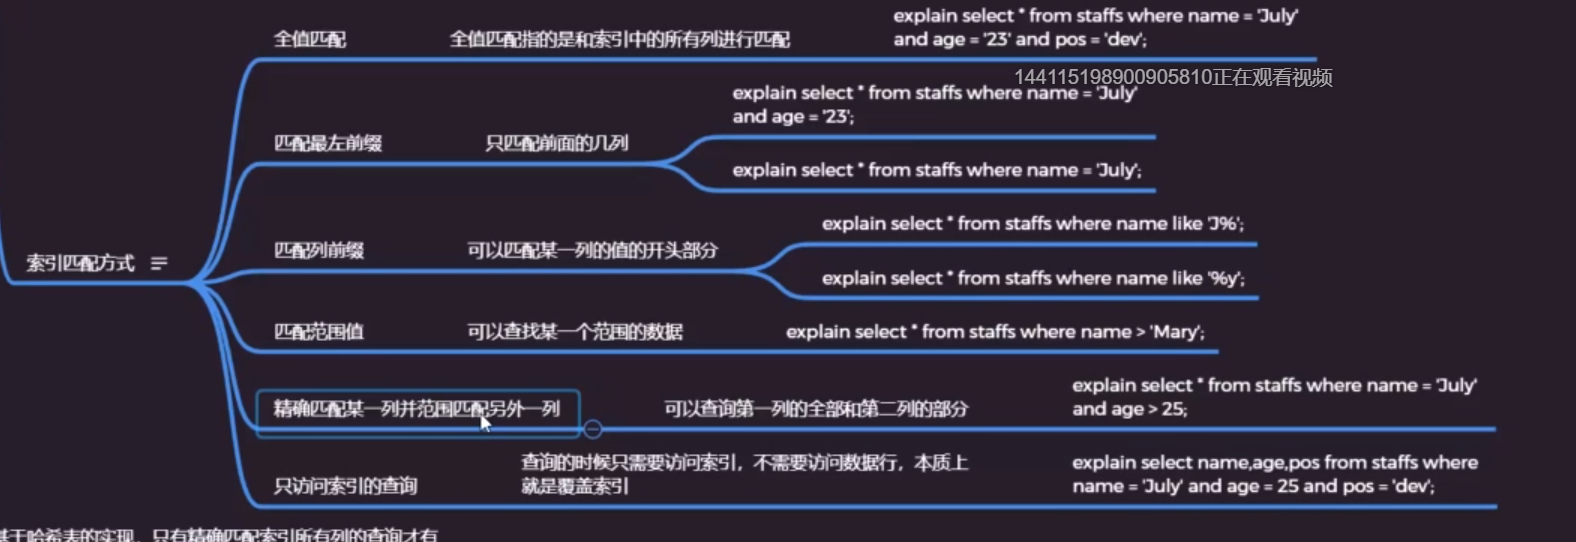 explain select * from staffs where name = 'July'
全值匹配
全值匹配指的是和索引中的所有列进行匹配
and age = '23' and pos = 'dev';
144115198900905810正在观看视频
explain select * from staffs where name = 'July'
and age = '23';
匹配最左前缀
只匹配前面的几列
explain select * from staffs where name = 'July';
explain select * from staffs where name like 'J%';
匹配列前缀
可以匹配某一列的值的开头部分
索引匹配方式
explain select * from staffs where name like '%y';
匹配范围值
可以查找某一个范围的数据
explain select * from staffs where name > 'Mary';
explain select * from staffs where name = 'July'
精确匹配某一列并范围匹配另外一列
可以查询第一列的全部和第二列的部分
and age > 25;
查询的时候只需要访问索引，不需要访问数据行，本质上
explain select name,age,pos from staffs where
只访问索引的查询
就是覆盖索引
name = 'July' and age = 25 and pos = 'dev';
基于哈希表的实现，只有精确匹配索引所有列的查询才有